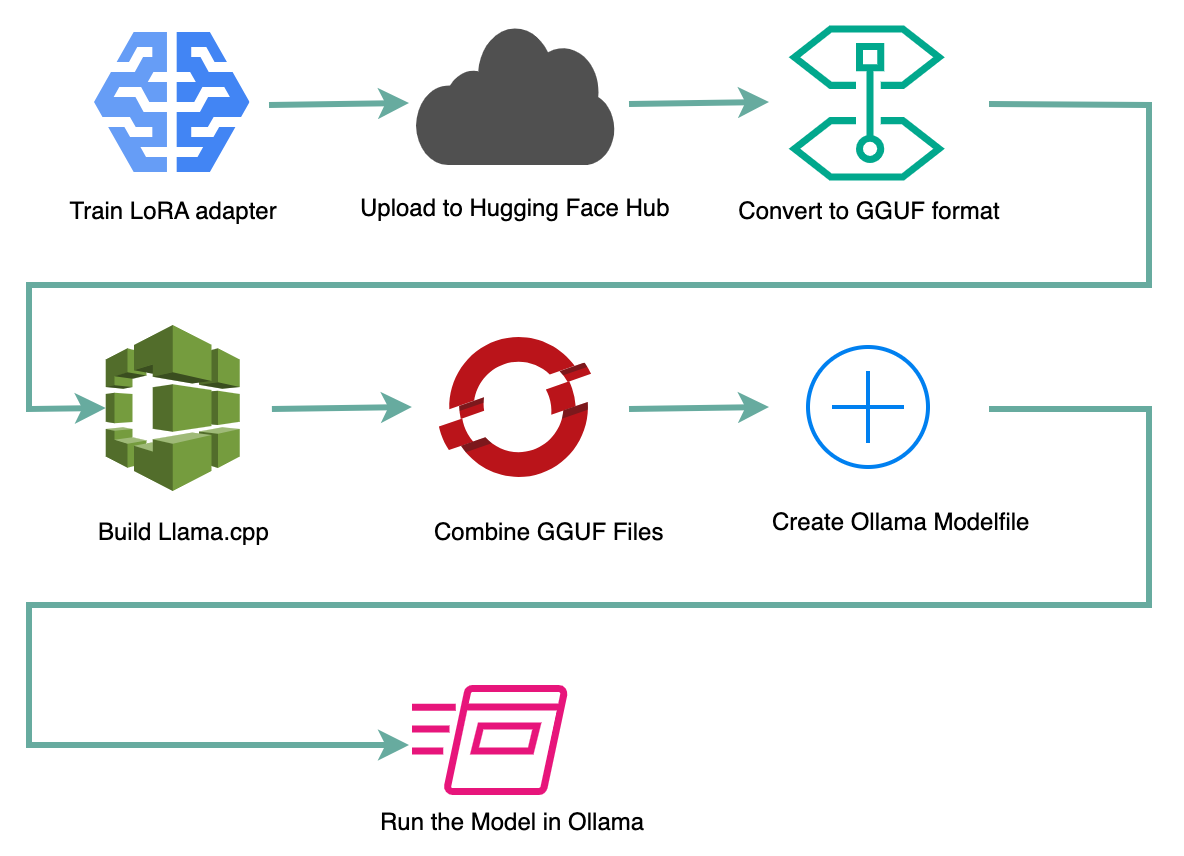 Train LoRA adapter
Upload to Hugging Face Hub
Convert to GGUF format
Build Llama.cpp
Combine GGUF Files
Create Ollama Modelfile
Run the Model in Ollama